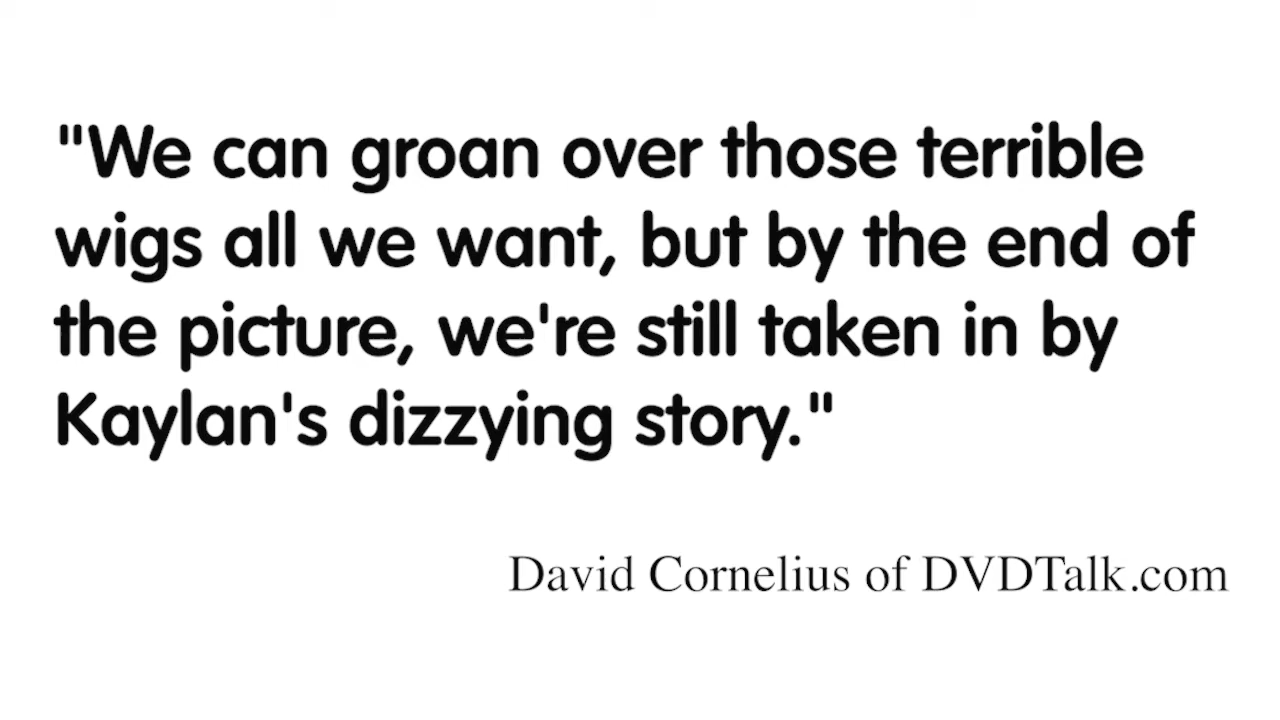 "We can groan over those terrible
wigs all we want, but by the end of
the picture, we're still taken in by
Kaylan's dizzying story."
David Cornelius of DVDTalk.com